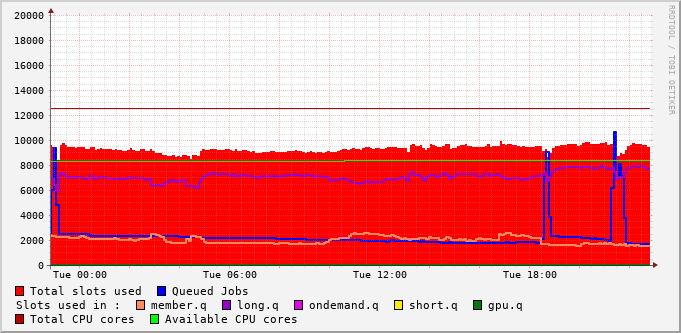 20000
18000
16000
14000
12000
10000
8000
6000
4000
2000
0
Tue 00:00 Tue 06:00 Tue 12:00 Tue 18:00
Total slots used Queued Jobs
Slots used in : member.q long.q ondemand.q short.q gpu.q
Total CPU cores Available CPU cores
RRDTOOL / TOBI OETIKER